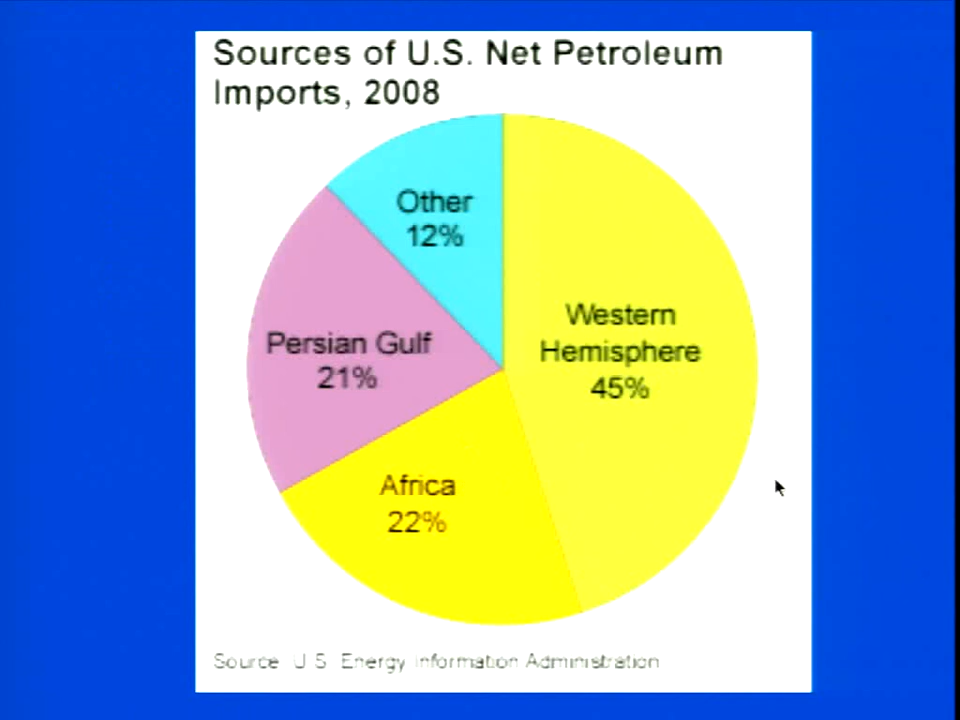 Sources of U.S. Net Petroleum
Imports, 2008
Other
12%
Western
Hemisphere
45%
Persian Gulf
21%
Africa
22%
Source: U.S. Energy Information Administration